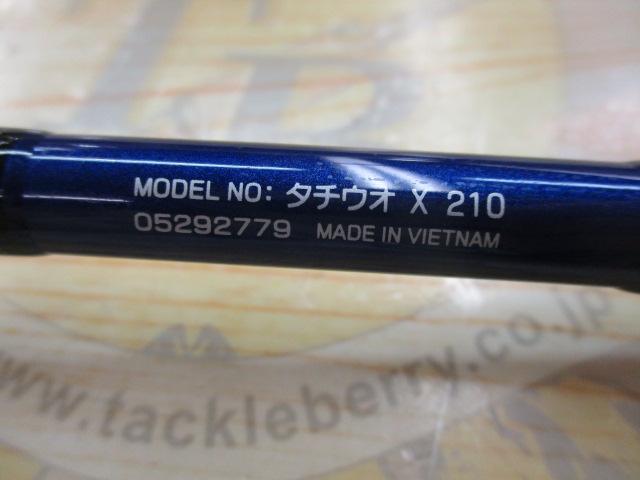 MODEL NO: タチウオ X 210
05292779 MADE IN VIETNAM
www.tackleberry.co.jp